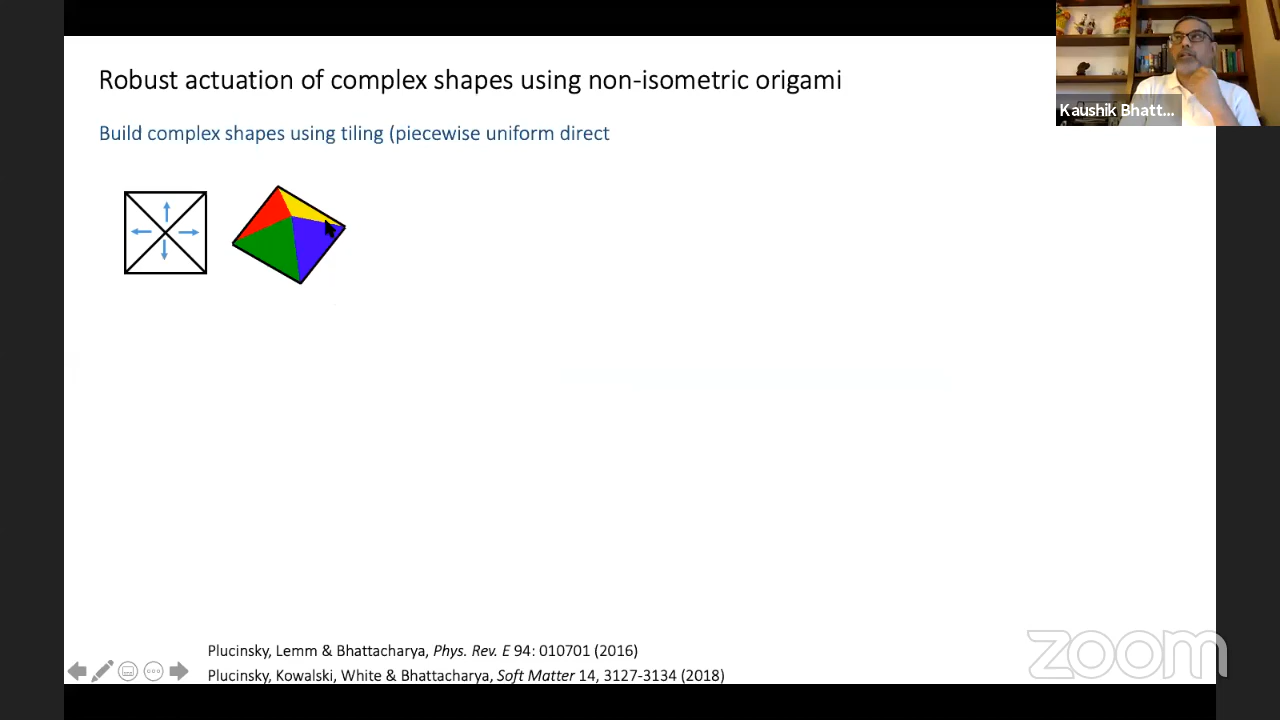 Robust actuation of complex shapes using non-isometric origami
Kaushik Bhatt...
Build complex shapes using tiling (piecewise uniform direct
Plucinsky, Lemm & Bhattacharya, Phys. Rev. E 94: 010701 (2016)
Plucinsky, Kowalski, White & Bhattacharya, Soft Matter 14, 3127-3134 (2018)
zoom